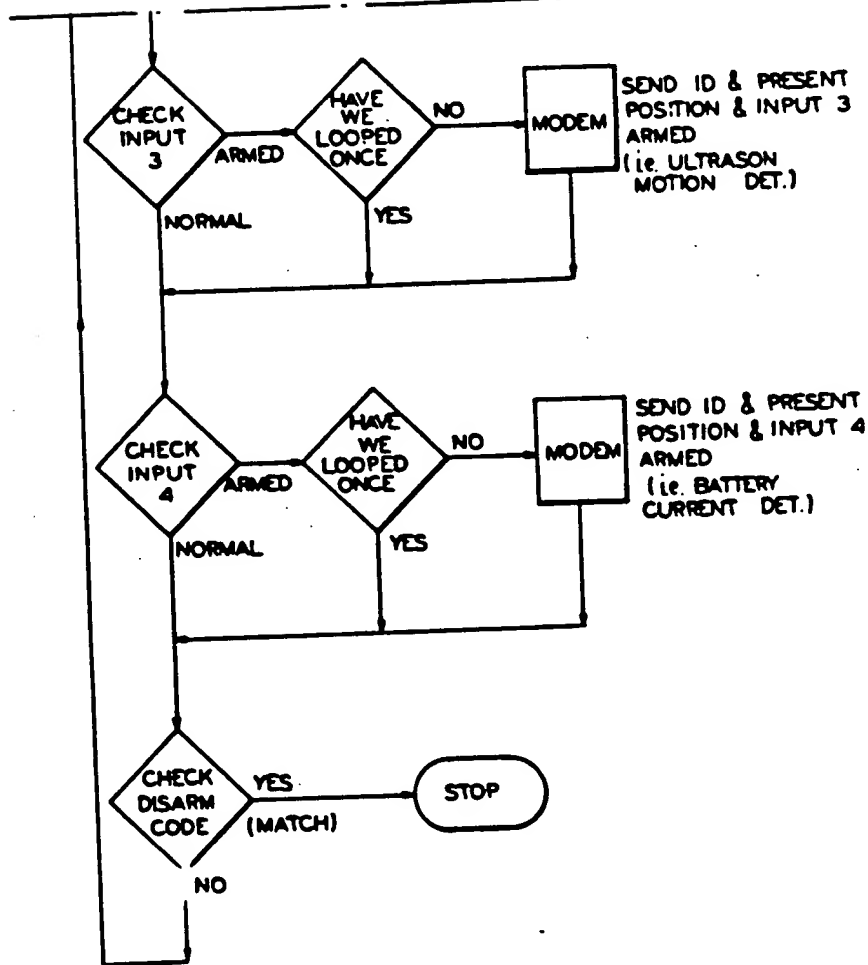 CHECK
INPUT
3
ARMED
NORMAL
HAVE
WE
LOOPED
ONCE
NO
YES
MODEM
SEND ID & PRESENT
POSITION & INPUT 3
ARMED
(i.e. ULTRASON
MOTION DET.)
CHECK
INPUT
4
ARMED
NORMAL
HAVE
WE
LOOPED
ONCE
NO
YES
MODEM
SEND ID & PRESENT
POSITION & INPUT 4
ARMED
(i.e. BATTERY
CURRENT DET.)
CHECK
DISARM
CODE
YES
(MATCH)
NO
STOP